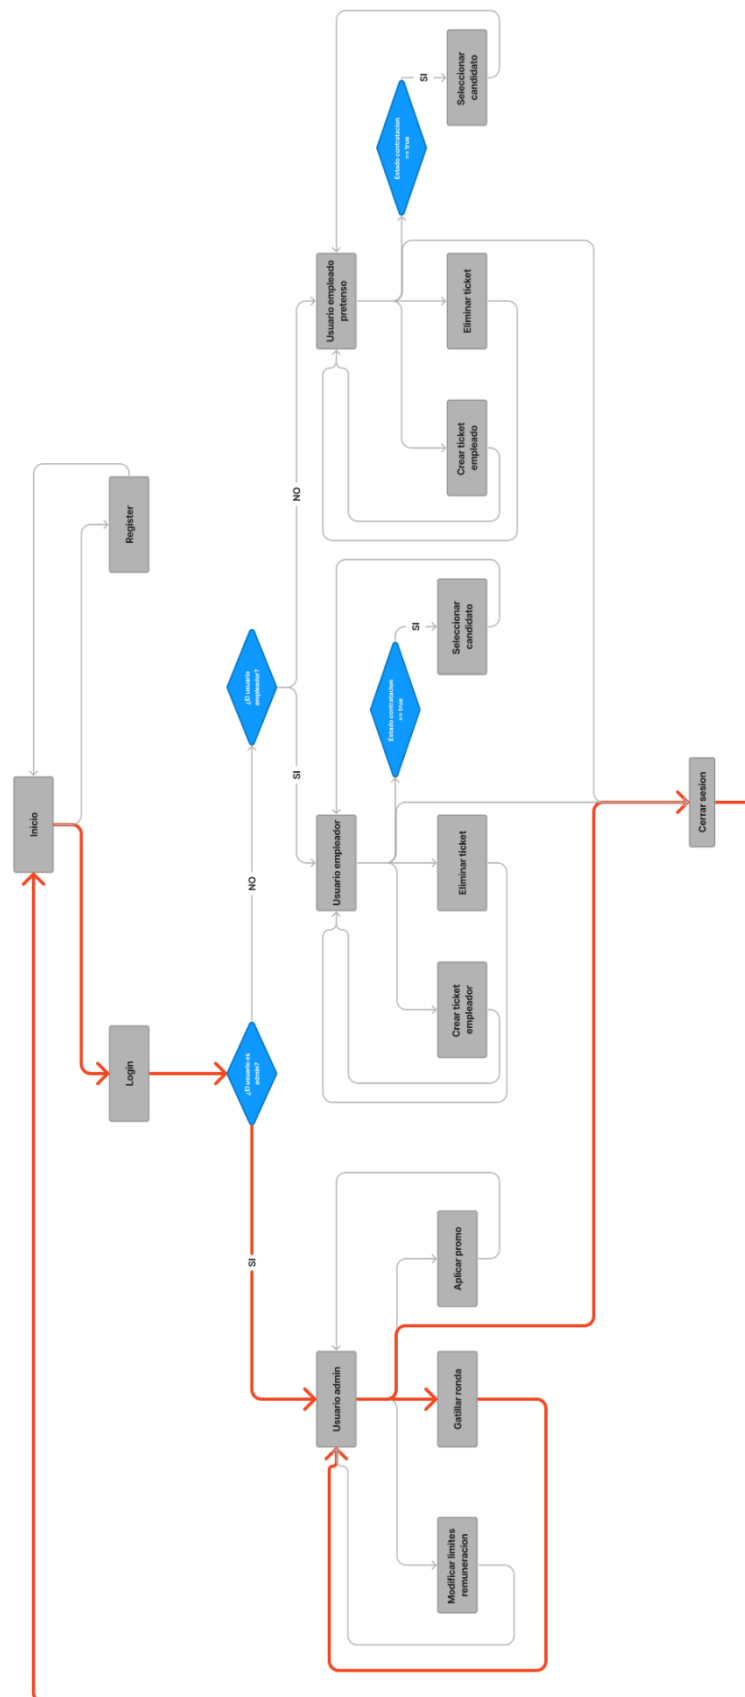 Inicio
Login
Register
¿El usuario es
admin?
SI
NO
¿El usuario
empleador?
SI
NO
Usuario admin
Modificar limites
remuneracion
Gatillar ronda
Aplicar promo
Usuario empleador
Crear ticket
empleador
Eliminar ticket
Estado contratacion
== true
SI
Seleccionar
candidato
Usuario empleado
pretenso
Crear ticket
empleado
Eliminar ticket
Estado contratacion
== true
SI
Seleccionar
candidato
Cerrar sesion